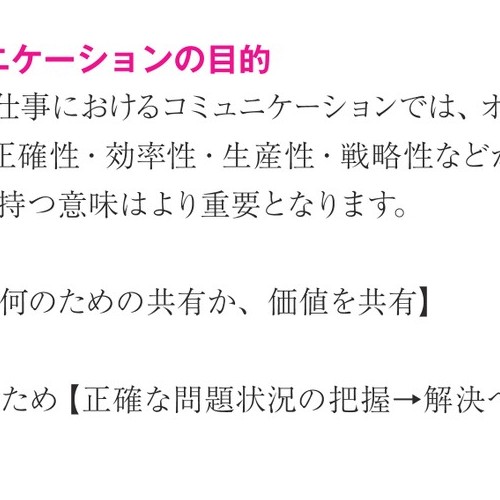 ニケーションの目的
仕事におけるコミュニケーションでは、オ
正確性・効率性・生産性・戦略性などが
持つ意味はより重要となります。
何のための共有か、価値を共有】
ため【正確な問題状況の把握→解決へ